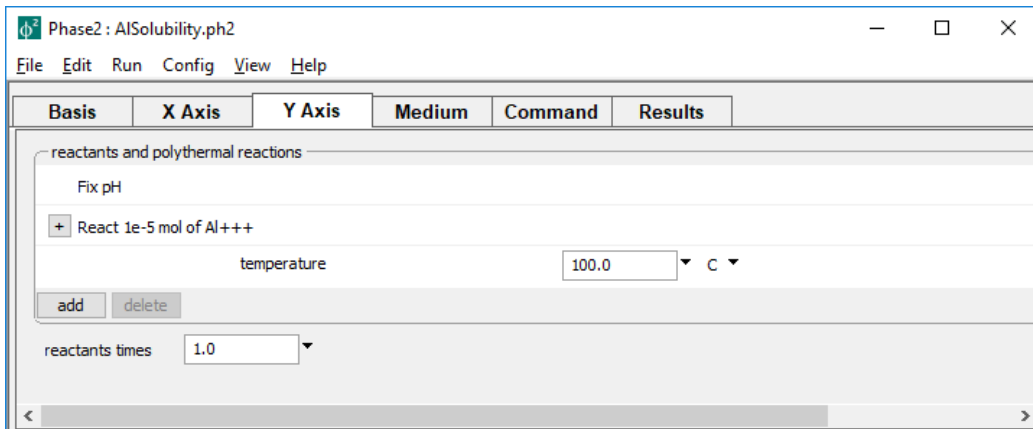 Phase2 : AlSolubility.ph2
File Edit Run Config View Help
Basis X Axis Y Axis Medium Command Results
reactants and polythermal reactions
Fix pH
+ React 1e-5 mol of Al+++
temperature 100.0 C
add delete
reactants times 1.0